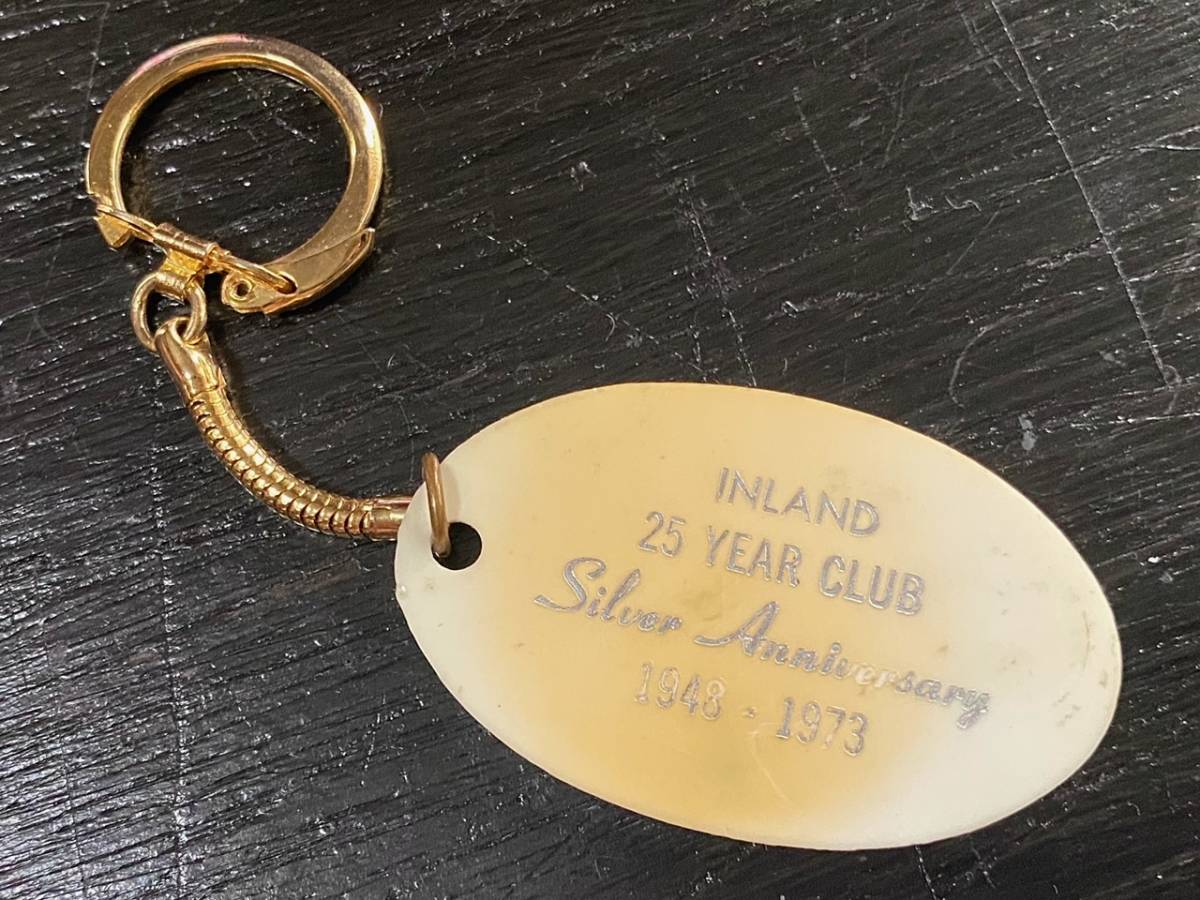 INLAND
25 YEAR CLUB
Silver Anniversary
1948 - 1973